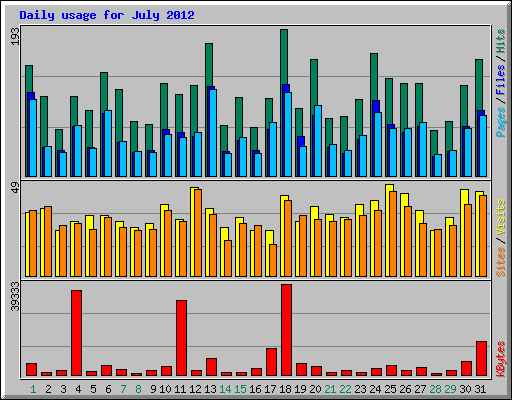 Daily usage for July 2012
193
Pages / Files / Hits
49
Sites / Visits
39333
KBytes
1 2 3 4 5 6 7 8 9 10 11 12 13 14 15 16 17 18 19 20 21 22 23 24 25 26 27 28 29 30 31